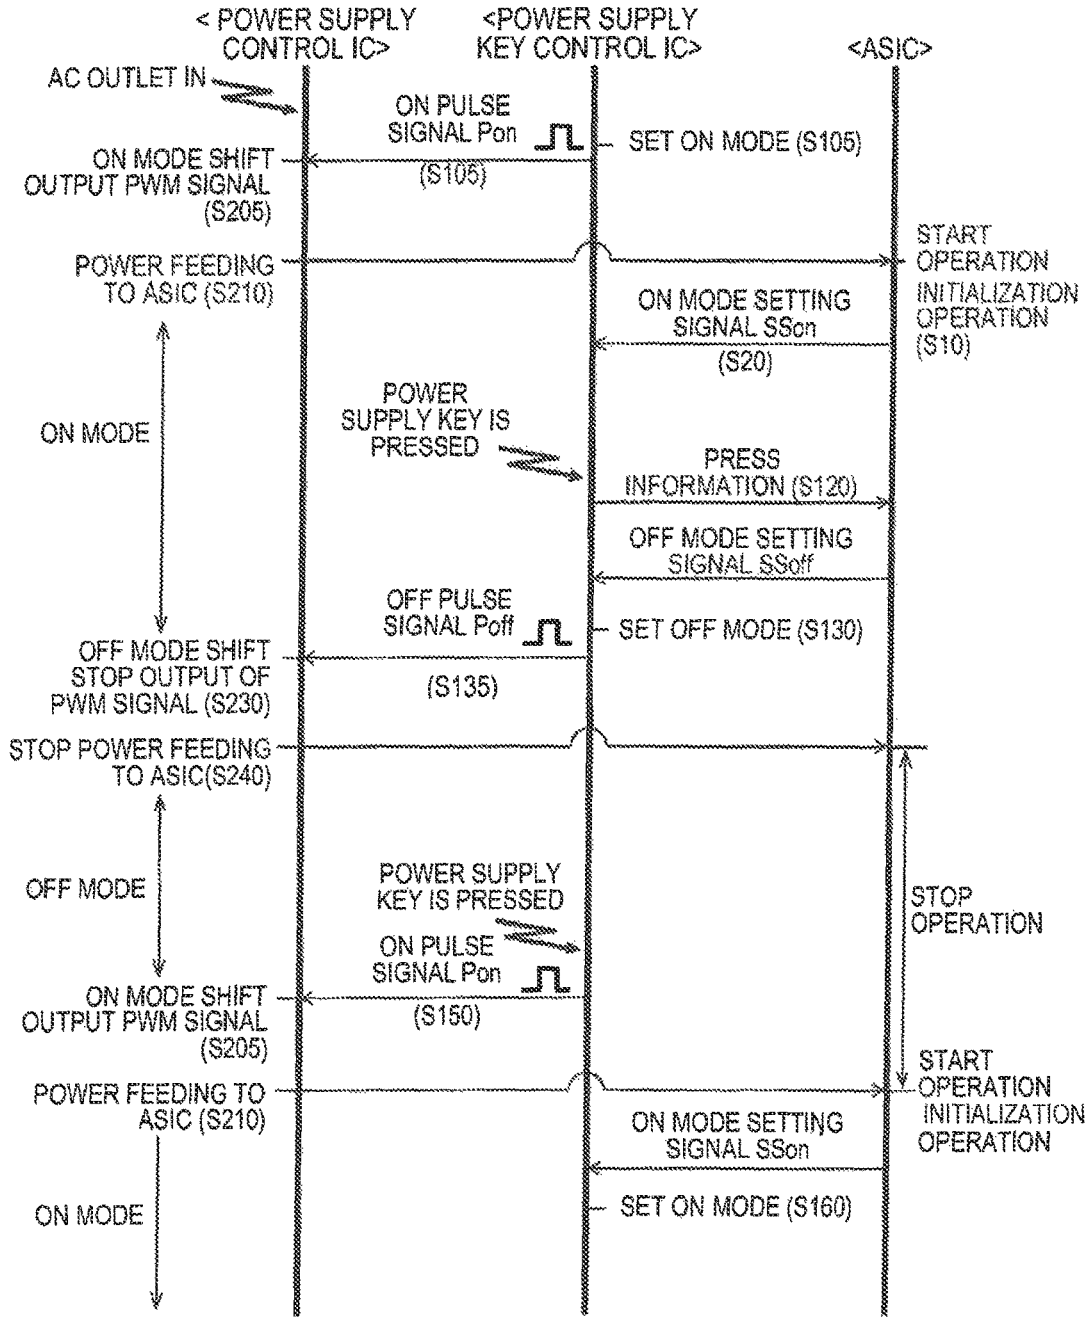 < POWER SUPPLY
CONTROL IC>
<POWER SUPPLY
KEY CONTROL IC>
<ASIC>
AC OUTLET IN
ON PULSE
SIGNAL Pon
SET ON MODE (S105)
(S105)
ON MODE SHIFT
OUTPUT PWM SIGNAL
(S205)
POWER FEEDING
TO ASIC (S210)
START
OPERATION
INITIALIZATION
OPERATION
(S10)
ON MODE SETTING
SIGNAL SSon
(S20)
ON MODE
POWER
SUPPLY KEY IS
PRESSED
PRESS
INFORMATION (S120)
OFF MODE SETTING
SIGNAL SSoff
OFF PULSE
SIGNAL Poff
SET OFF MODE (S130)
(S135)
OFF MODE SHIFT
STOP OUTPUT OF
PWM SIGNAL (S230)
STOP POWER FEEDING
TO ASIC(S240)
OFF MODE
POWER SUPPLY
KEY IS PRESSED
STOP
OPERATION
ON PULSE
SIGNAL Pon
(S150)
ON MODE SHIFT
OUTPUT PWM SIGNAL
(S205)
POWER FEEDING TO
ASIC (S210)
START
OPERATION
INITIALIZATION
OPERATION
ON MODE SETTING
SIGNAL SSon
SET ON MODE (S160)
ON MODE